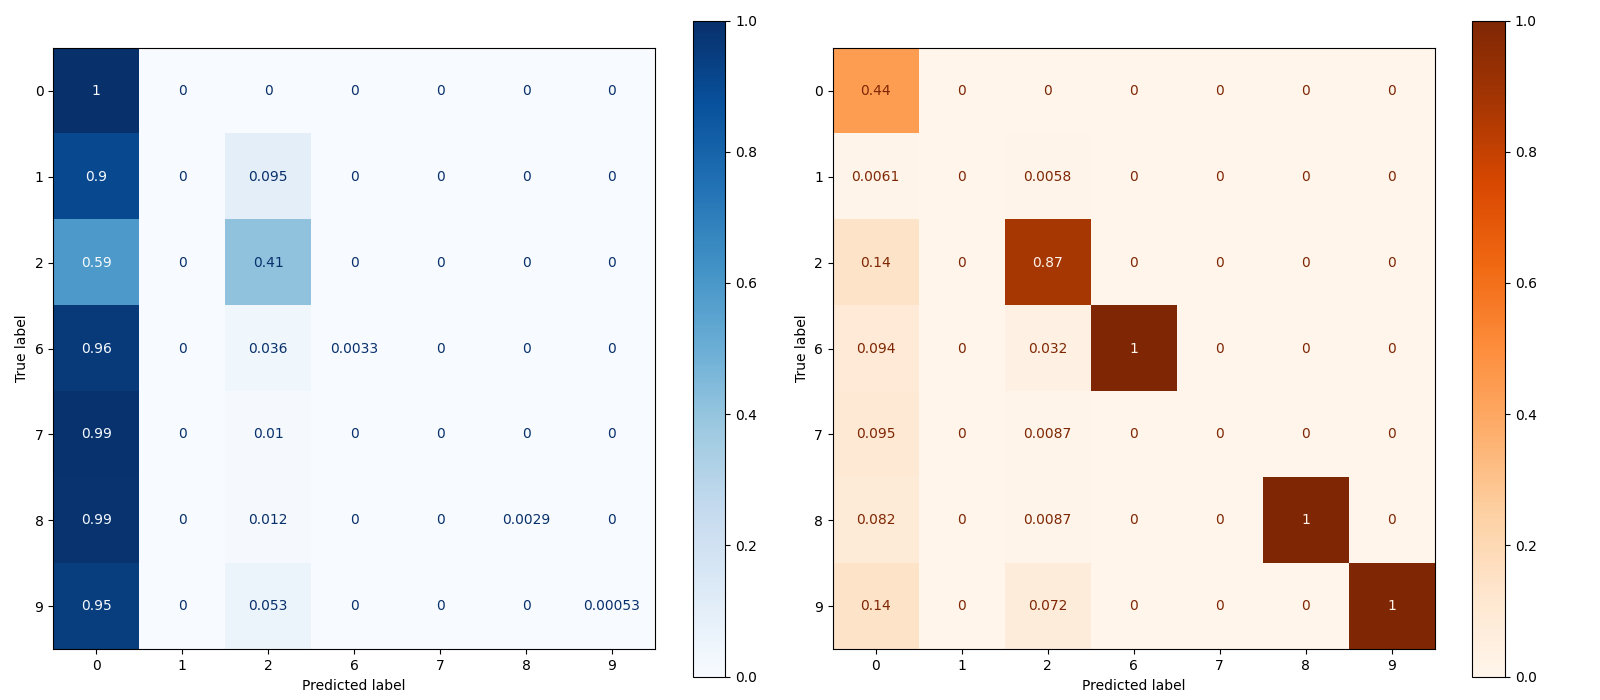 1.0
0 1 0 0 0 0 0 0
1 0.9 0 0.095 0 0 0 0
0.8
2 0.59 0 0.41 0 0 0 0
0.6
6 0.96 0 0.036 0.0033 0 0 0
True label
0.4
7 0.99 0 0.01 0 0 0 0
8 0.99 0 0.012 0 0 0.0029 0
0.2
9 0.95 0 0.053 0 0 0 0.00053
0.0
0 1 2 6 7 8 9
Predicted label
1.0
0 0.44 0 0 0 0 0 0
1 0.0061 0 0.0058 0 0 0 0
0.8
2 0.14 0 0.87 0 0 0 0
0.6
6 0.094 0 0.032 1 0 0 0
True label
0.4
7 0.095 0 0.0087 0 0 0 0
8 0.082 0 0.0087 0 0 1 0
0.2
9 0.14 0 0.072 0 0 0 1
0.0
0 1 2 6 7 8 9
Predicted label